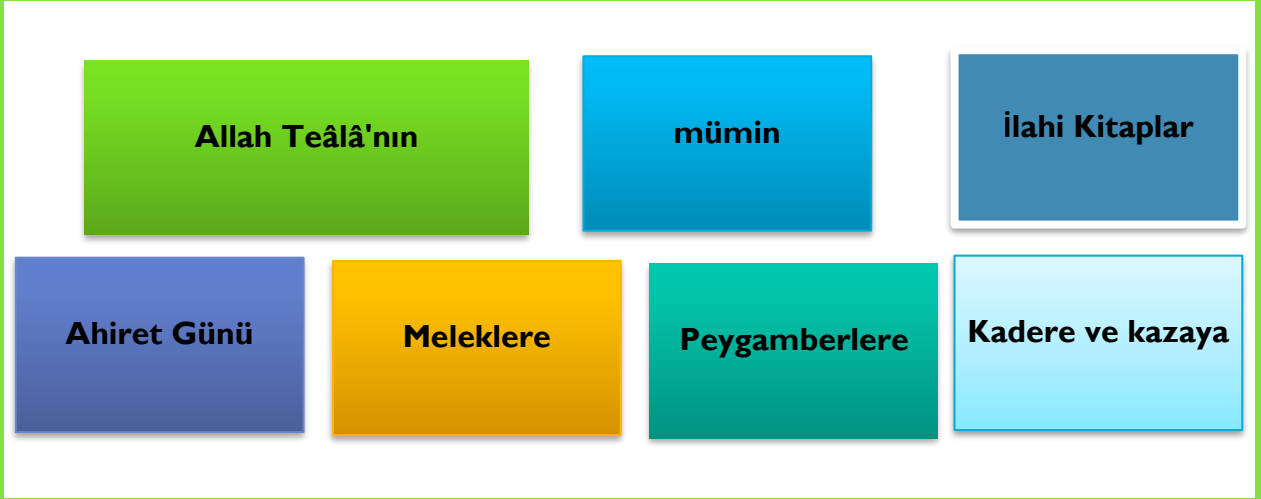 Allah Teâlâ'nın
mümin
İlahi Kitaplar
Ahiret Günü
Meleklere
Peygamberlere
Kadere ve kazaya